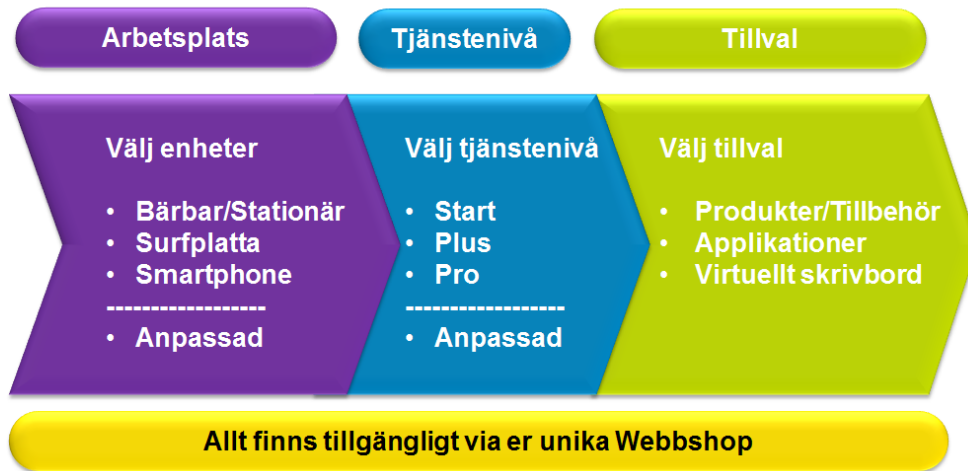 Arbetsplats
Tjänstenivå
Tillval
Välj enheter
• Bärbar/Stationär
• Surfplatta
• Smartphone
------------------
• Anpassad
Välj tjänstenivå
• Start
• Plus
• Pro
------------------
• Anpassad
Välj tillval
• Produkter/Tillbehör
• Applikationer
• Virtuellt skrivbord
Allt finns tillgängligt via er unika Webbshop